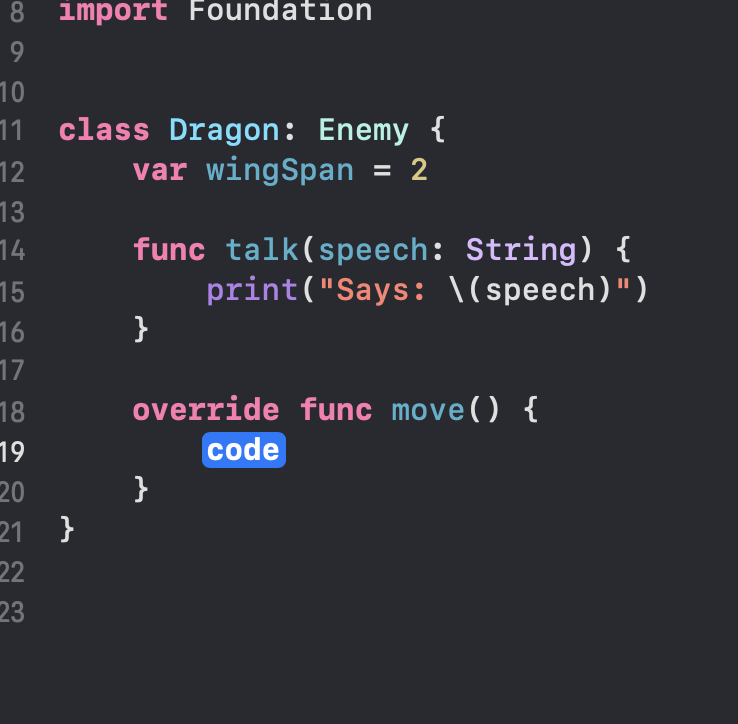 8 import Foundation
9
10
11 class Dragon: Enemy {
12     var wingSpan = 2
13
14     func talk(speech: String) {
15         print("Says: \(speech)")
16     }
17
18     override func move() {
19         code
20     }
21 }
22
23